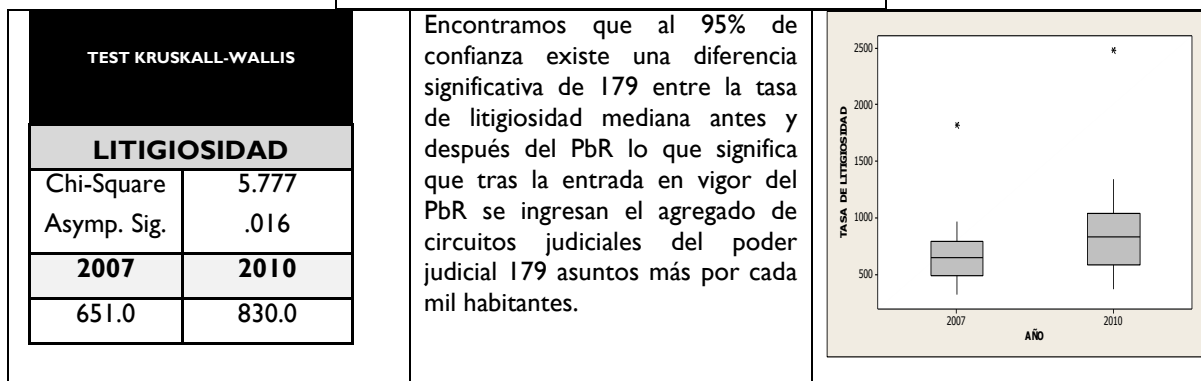 TEST KRUSKALL-WALLIS
LITIGIOSIDAD
Chi-Square 5.777
Asymp. Sig. .016
2007 2010
651.0 830.0
Encontramos que al 95% de
confianza existe una diferencia
significativa de 179 entre la tasa
de litigiosidad mediana antes y
después del PbR lo que significa
que tras la entrada en vigor del
PbR se ingresan el agregado de
circuitos judiciales del poder
judicial 179 asuntos más por cada
mil habitantes.
TASA DE LITIGIOSIDAD
2500
2000
1500
1000
500
2007 2010
AÑO